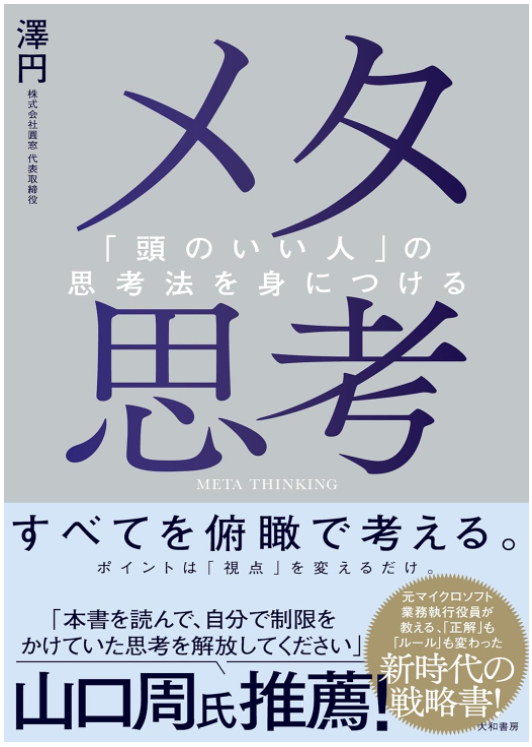 澤円
株式会社圓窓 代表取締役
メタ
「頭のいい人」の
思考法を身につける
思考
META THINKING
すべてを俯瞰で考える。
ポイントは「視点」を変えるだけ。
「本書を読んで、自分で制限を
かけていた思考を解放してください」
山口周氏推薦!
元マイクロソフト
業務執行役員が
教える、「正解」も
「ルール」も変わった
新時代の
戦略書!
大和書房